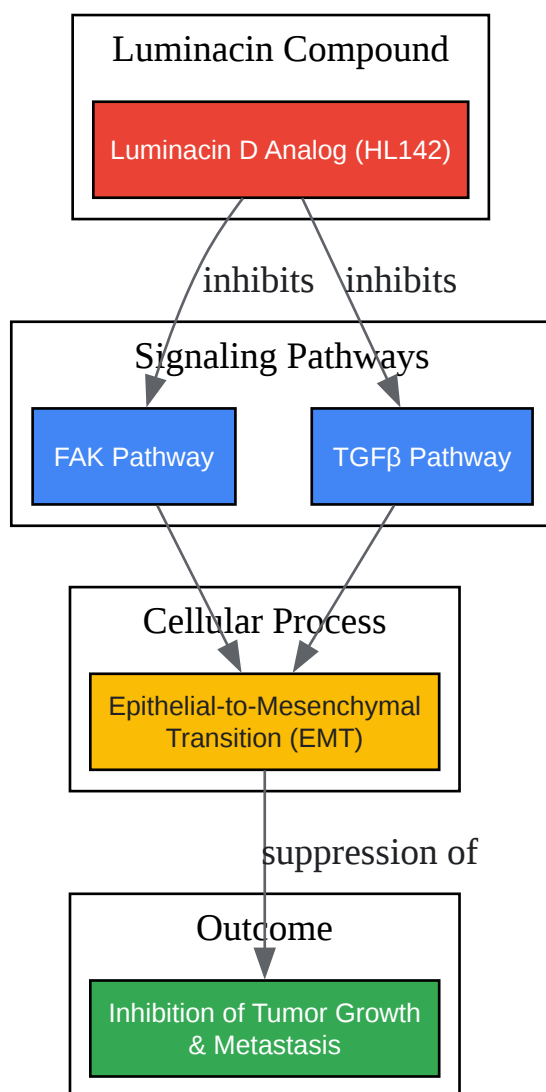 Luminacin Compound
Luminacin D Analog (HL142)
inhibits inhibits
Signaling Pathways
FAK Pathway
TGFβ Pathway
Cellular Process
Epithelial-to-Mesenchymal
Transition (EMT)
suppression of
Outcome
Inhibition of Tumor Growth
& Metastasis